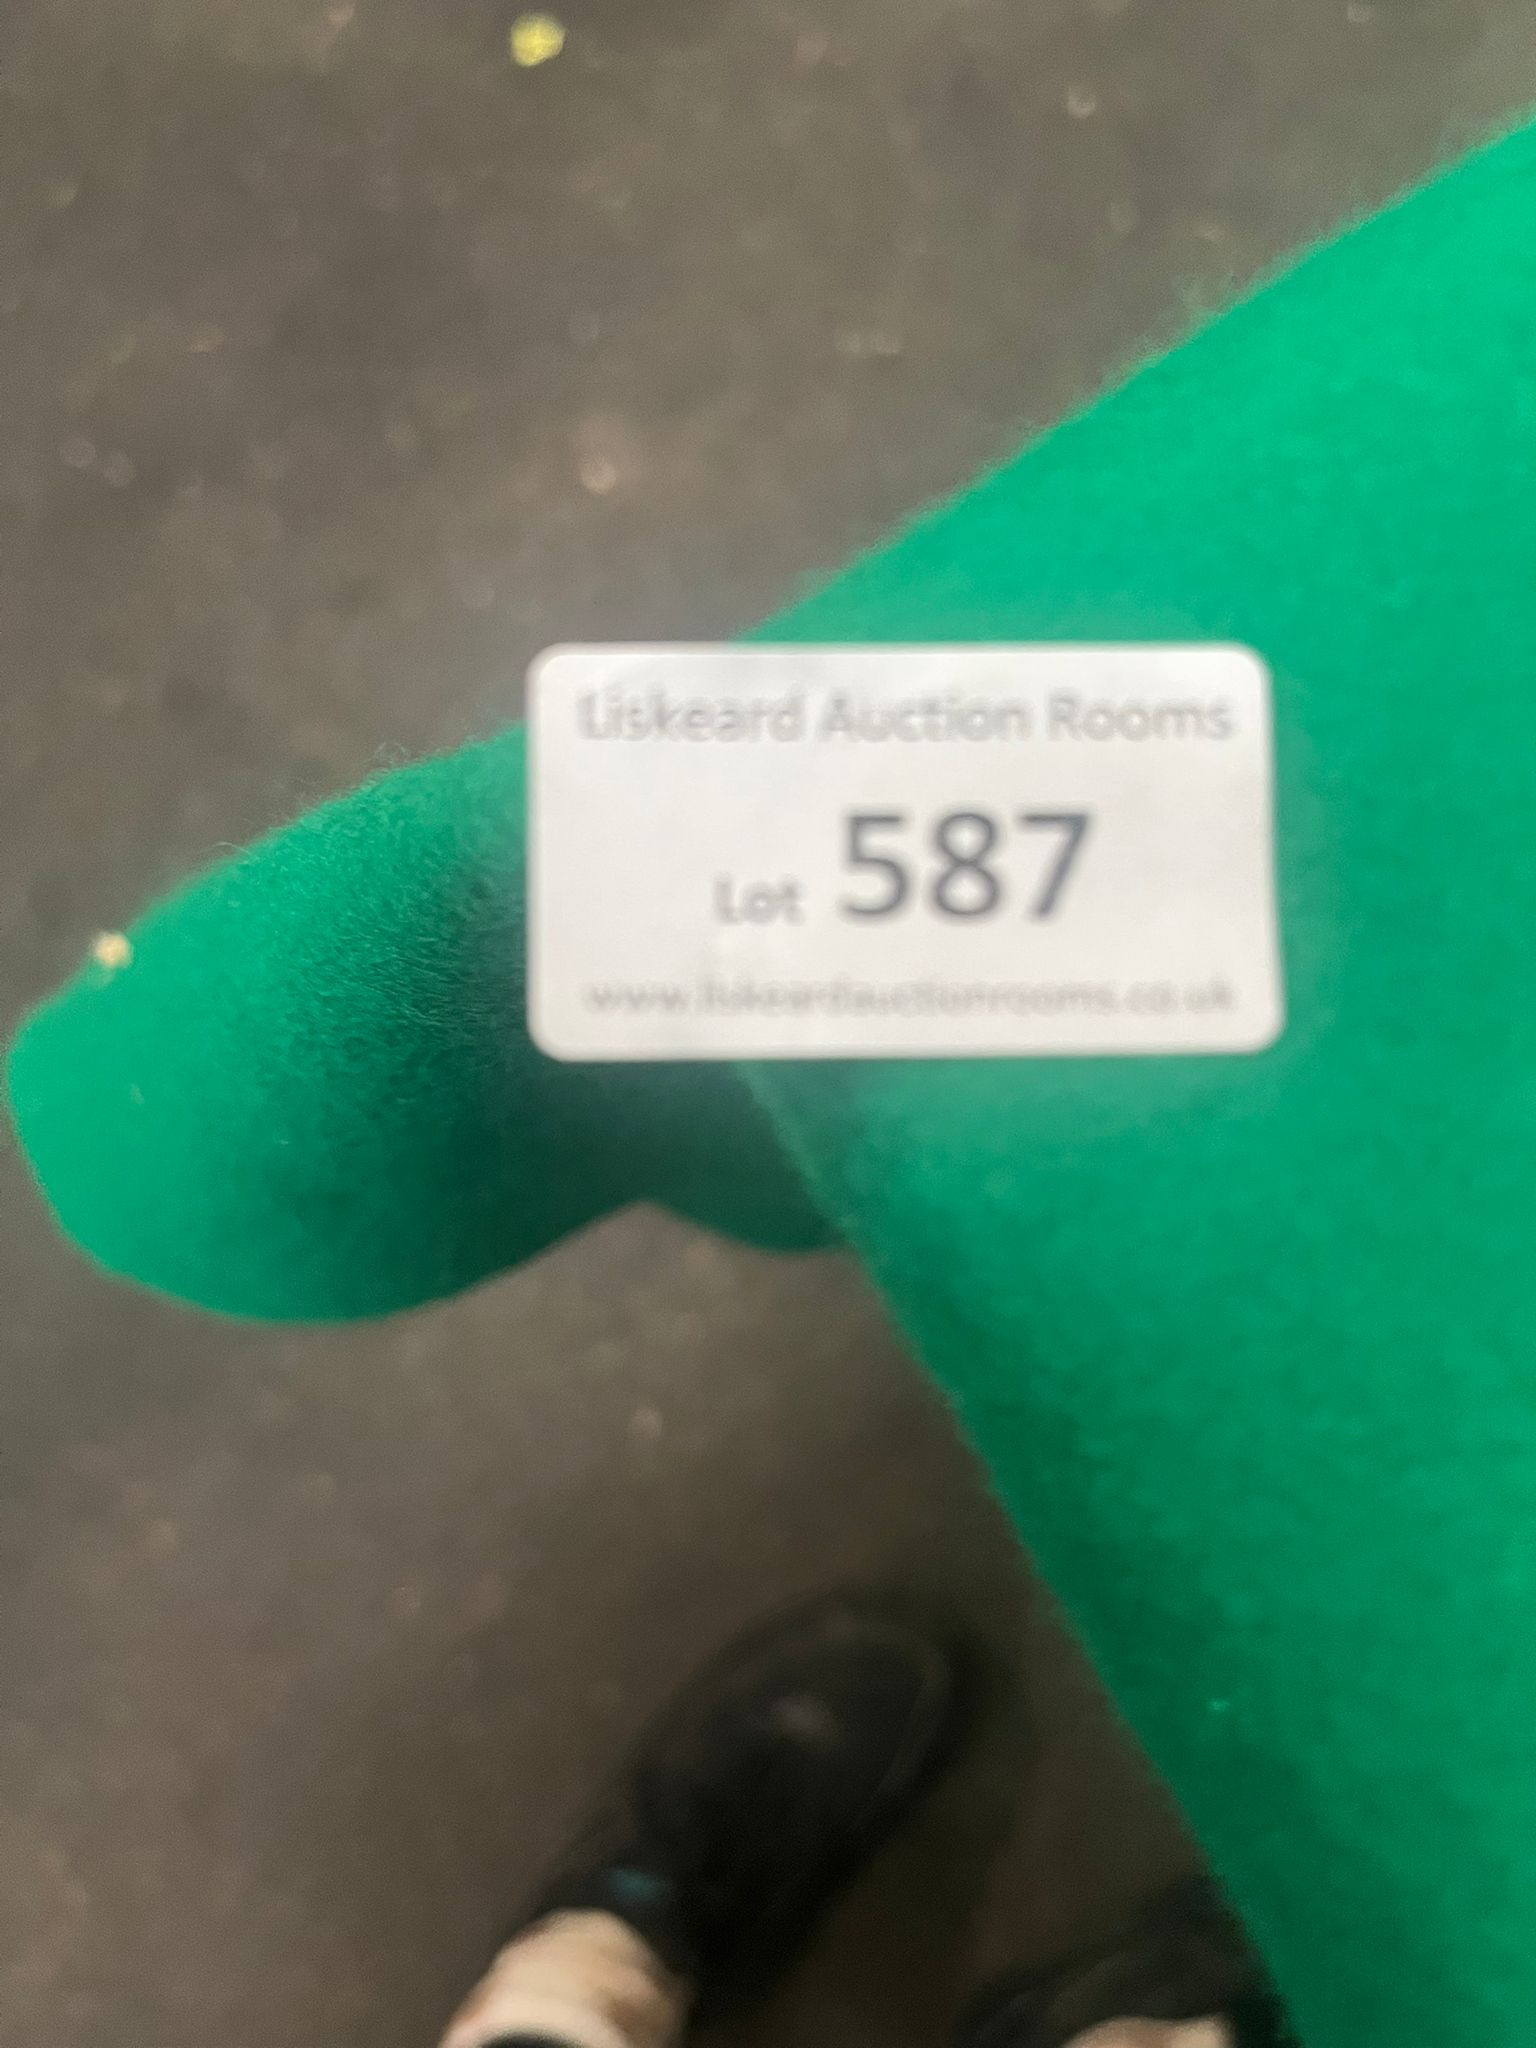 Liskeard Auction Rooms
Lot 587
www.liskeardauctionrooms.co.uk